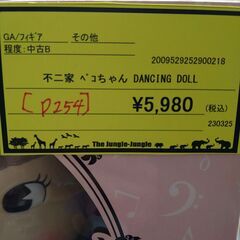 GA/フィギア　その他
程度:中古B
2009529252900218
不二家 ペコちゃん DANCING DOLL
[P254]
¥5,980(税込)
230325
The Jungle-Jungle